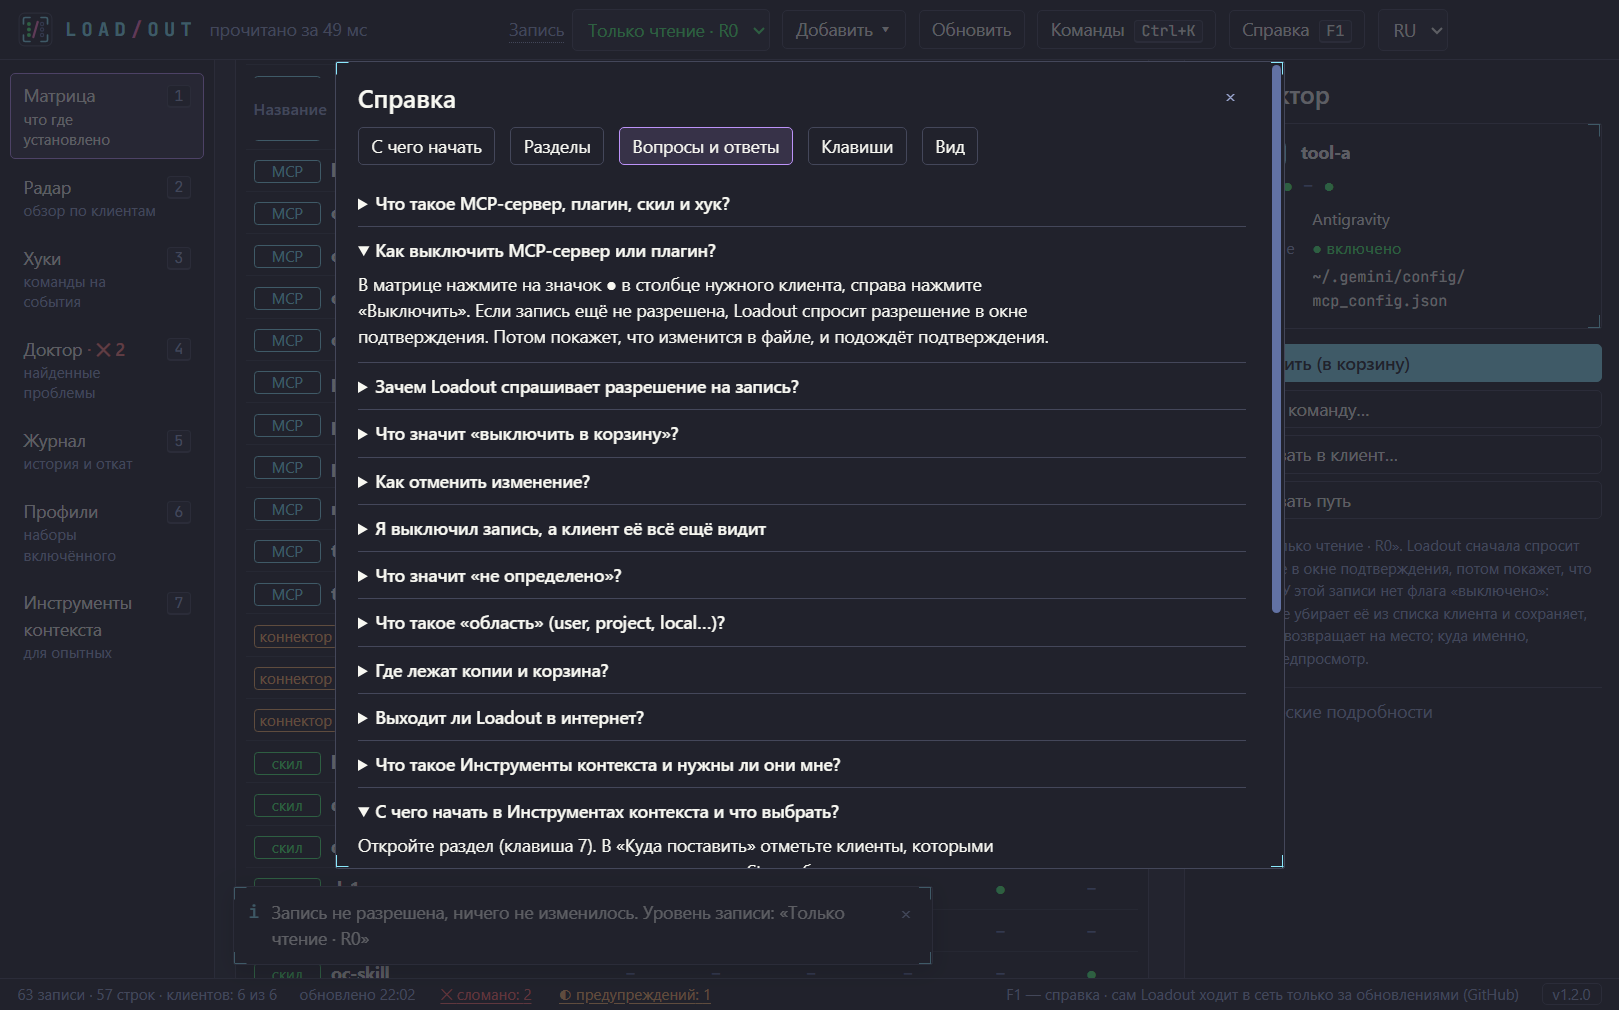 LOAD/OUT прочитано за 49 мс Запись Только чтение · R0 Добавить ▾ Обновить Команды Ctrl+K Справка F1 RU
Матрица 1
что где
установлено
Радар 2
обзор по клиентам
Хуки 3
команды на
события
Доктор · ✕ 2 4
найденные
проблемы
Журнал 5
история и откат
Профили 6
наборы
включённого
Инструменты 7
контекста
для опытных
Название
MCP
MCP
MCP
MCP
MCP
MCP
MCP
MCP
MCP
MCP
MCP
коннектор
коннектор
коннектор
скил
скил
скил
скил oc-skill
Справка ×
С чего начать Разделы Вопросы и ответы Клавиши Вид
▶ Что такое MCP-сервер, плагин, скил и хук?
▼ Как выключить MCP-сервер или плагин?
В матрице нажмите на значок ● в столбце нужного клиента, справа нажмите
«Выключить». Если запись ещё не разрешена, Loadout спросит разрешение в окне
подтверждения. Потом покажет, что изменится в файле, и подождёт подтверждения.
▶ Зачем Loadout спрашивает разрешение на запись?
▶ Что значит «выключить в корзину»?
▶ Как отменить изменение?
▶ Я выключил запись, а клиент её всё ещё видит
▶ Что значит «не определено»?
▶ Что такое «область» (user, project, local...)?
▶ Где лежат копии и корзина?
▶ Выходит ли Loadout в интернет?
▶ Что такое Инструменты контекста и нужны ли они мне?
▼ С чего начать в Инструментах контекста и что выбрать?
Откройте раздел (клавиша 7). В «Куда поставить» отметьте клиенты, которыми
ктор
tool-a
● – ●
Antigravity
е ● включено
~/.gemini/config/
mcp_config.json
ить (в корзину)
команду...
ать в клиент...
ать путь
ько чтение · R0». Loadout сначала спросит
е в окне подтверждения, потом покажет, что
У этой записи нет флага «выключено»:
е убирает её из списка клиента и сохраняет,
возвращает на место; куда именно,
едпросмотр.
ские подробности
i Запись не разрешена, ничего не изменилось. Уровень записи: «Только ×
чтение · R0»
63 записи · 57 строк · клиентов: 6 из 6 обновлено 22:02 ✕ сломано: 2 ◐ предупреждений: 1 F1 — справка · сам Loadout ходит в сеть только за обновлениями (GitHub) v1.2.0